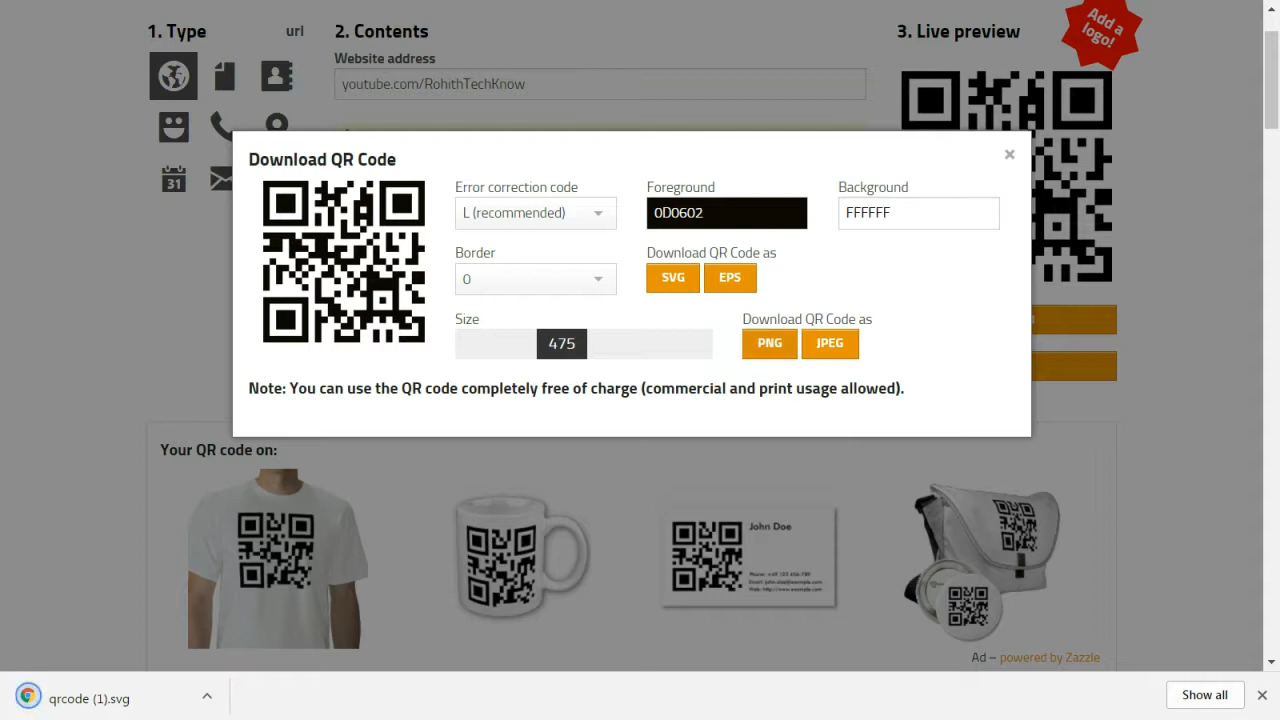 1. Type
url
2. Contents
3. Live preview
Add a
logo!
Website address
youtube.com/RohithTechKnow
31
Download QR Code
×
Error correction code
L (recommended)
Foreground
0D0602
Background
FFFFFF
Border
0
Download QR Code as
SVG
EPS
Size
475
Download QR Code as
PNG
JPEG
Note: You can use the QR code completely free of charge (commercial and print usage allowed).
Your QR code on:
John Doe
Ad – powered by Zazzle
qrcode (1).svg
Show all